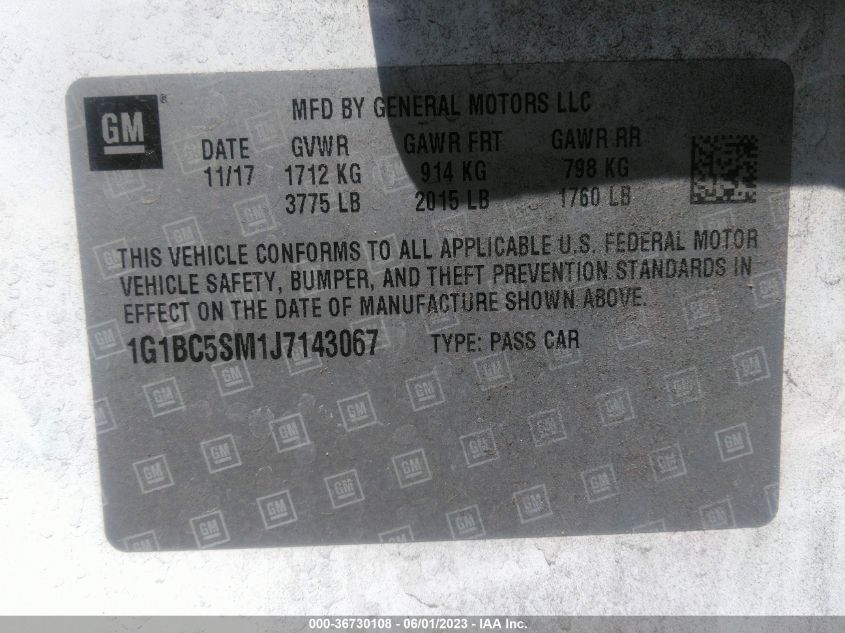 GM
MFD BY GENERAL MOTORS LLC
DATE GVWR GAWR FRT GAWR RR
11/17 1712 KG 914 KG 798 KG
3775 LB 2015 LB 1760 LB
THIS VEHICLE CONFORMS TO ALL APPLICABLE U.S. FEDERAL MOTOR
VEHICLE SAFETY, BUMPER, AND THEFT PREVENTION STANDARDS IN
EFFECT ON THE DATE OF MANUFACTURE SHOWN ABOVE.
1G1BC5SM1J7143067 TYPE: PASS CAR
000-36730108 - 06/01/2023 - IAA Inc.